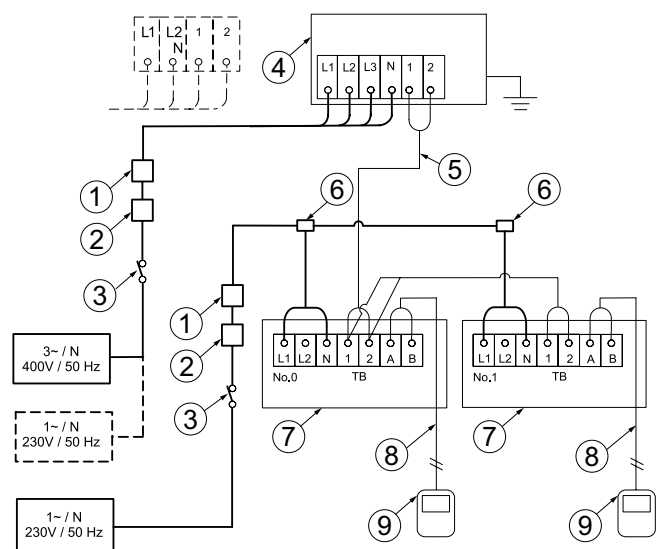 L1 L2 N 1 2
4
L1 L2 L3 N 1 2
5
1
2
3
6
6
1
2
3
3~ / N
400V / 50 Hz
1~ / N
230V / 50 Hz
1~ / N
230V / 50 Hz
L1 L2 N 1 2 A B
No.0 TB
L1 L2 N 1 2 A B
No.1 TB
7
8
7
8
9
9